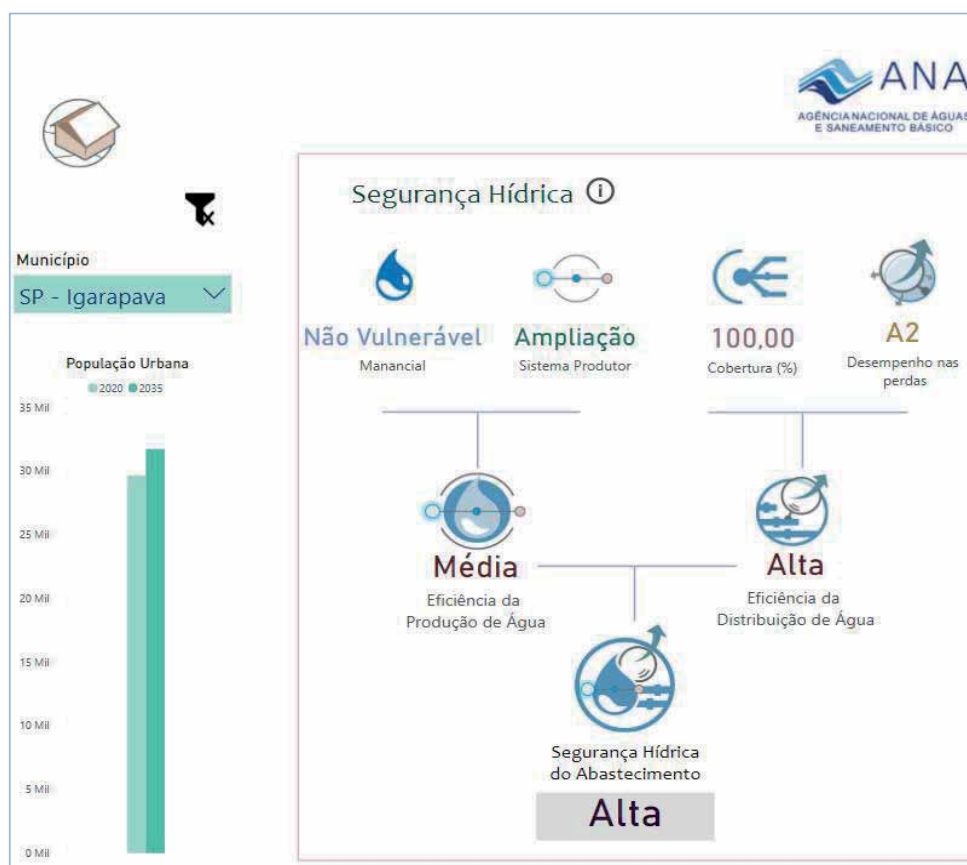 ANA
AGÊNCIA NACIONAL DE ÁGUAS
E SANEAMENTO BÁSICO
Segurança Hídrica
Município
SP - Igarapava
Não Vulnerável
Manancial
Ampliação
Sistema Produtor
100,00
Cobertura (%)
A2
Desempenho nas
perdas
População Urbana
2020 2035
35 Mil
30 Mil
25 Mil
20 Mil
15 Mil
10 Mil
5 Mil
0 Mil
Média
Eficiência da
Produção de Água
Alta
Eficiência da
Distribuição de Água
Segurança Hídrica
do Abastecimento
Alta